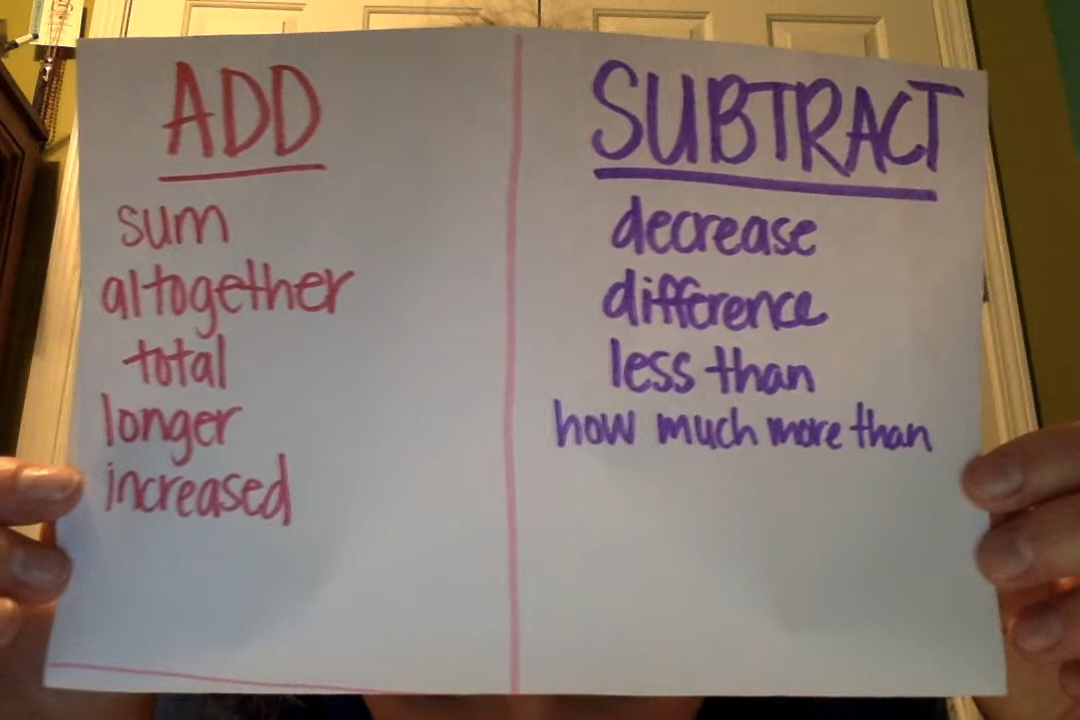 ADD
sum
altogether
total
longer
increased
SUBTRACT
decrease
difference
less than
how much more than